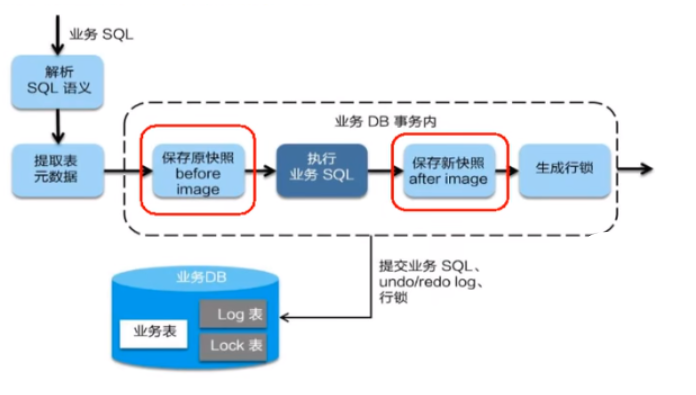 业务 SQL
解析
SQL 语义
业务 DB 事务内
提取表
元数据
保存原快照
before
image
执行
业务 SQL
保存新快照
after image
生成行锁
提交业务 SQL、
undo/redo log、
行锁
业务DB
业务表
Log 表
Lock 表